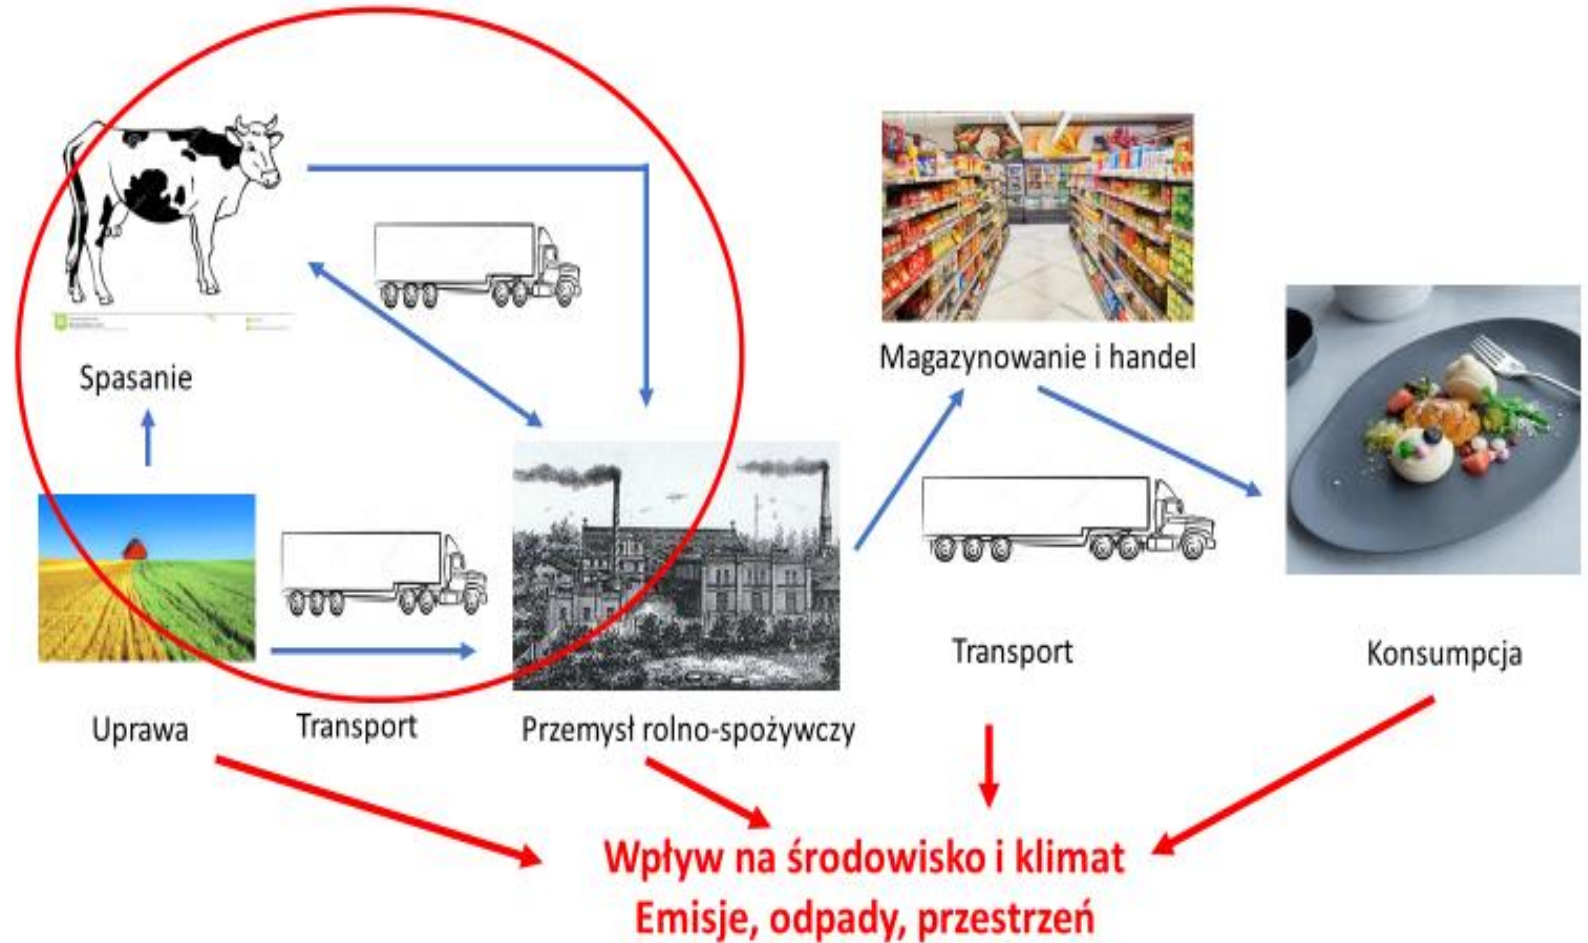 Spasanie
Magazynowanie i handel
Transport
Konsumpcja
Uprawa
Transport
Przemysł rolno-spożywczy
Wpływ na środowisko i klimat
Emisje, odpady, przestrzeń